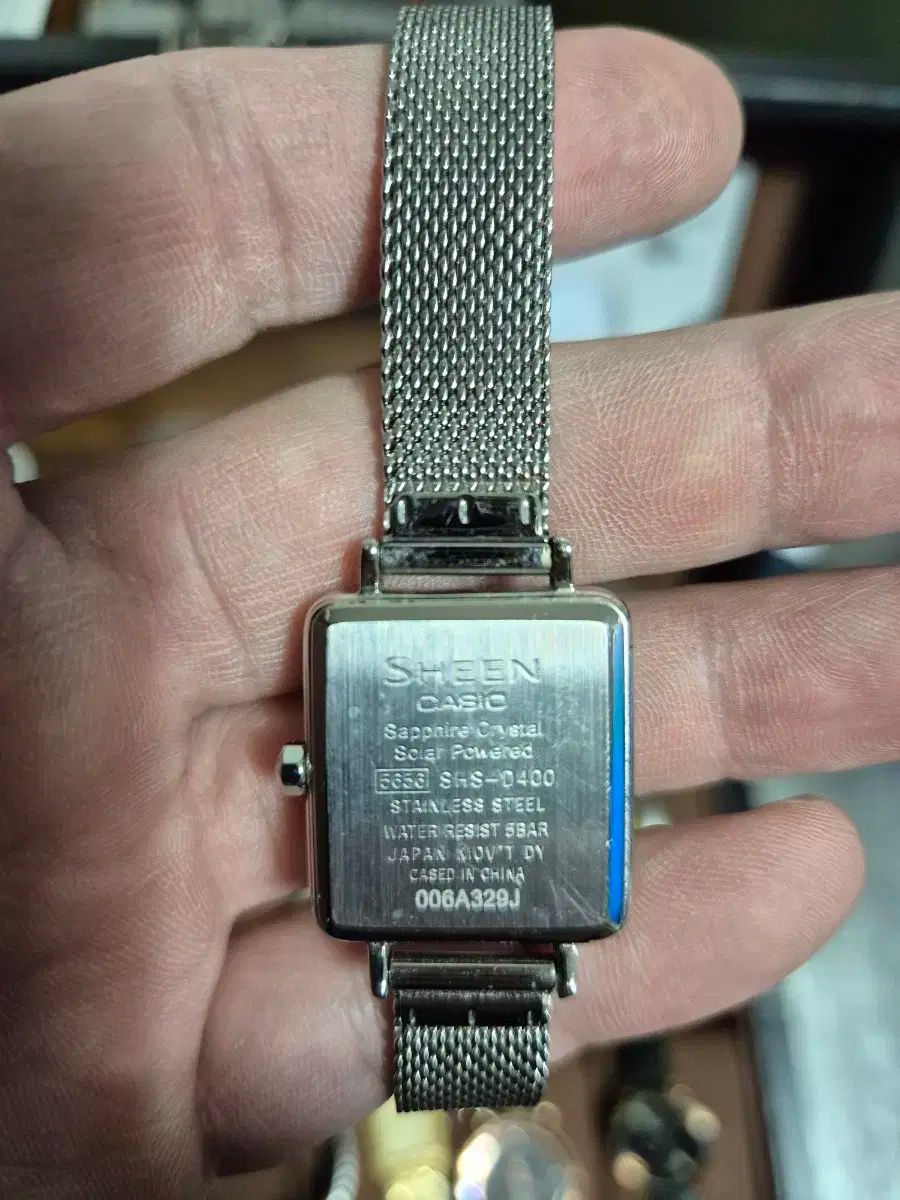 SHEEN
CASIO
Sapphire Crystal
Solar Powered
5656 SHS-D400
STAINLESS STEEL
WATER RESIST 5BAR
JAPAN MOV'T DY
CASED IN CHINA
006A329J